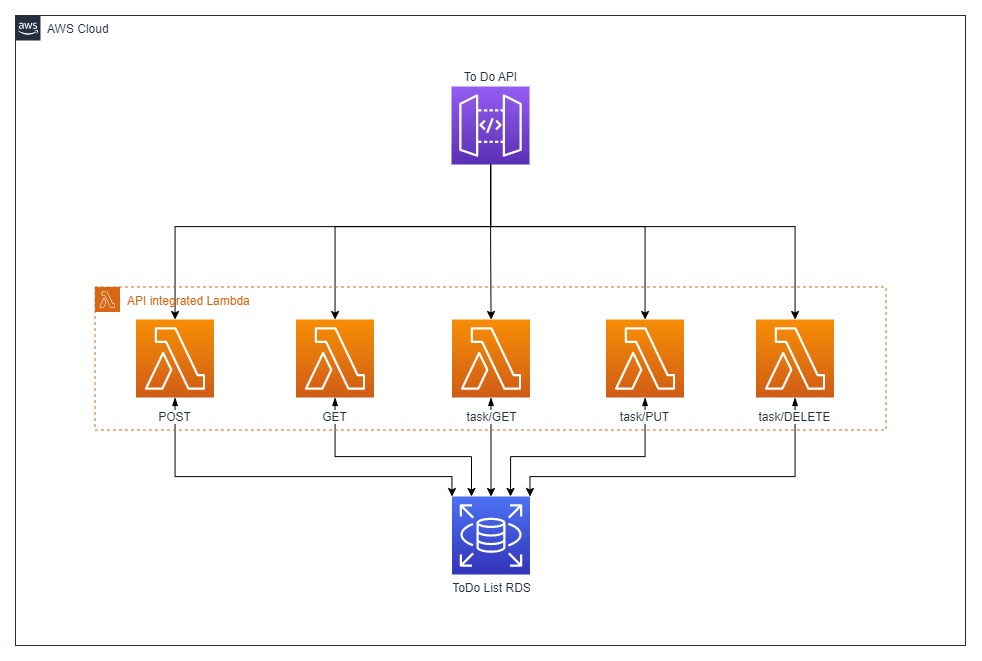 aws
AWS Cloud
To Do API
</>
API integrated Lambda
POST
GET
task/GET
task/PUT
task/DELETE
ToDo List RDS